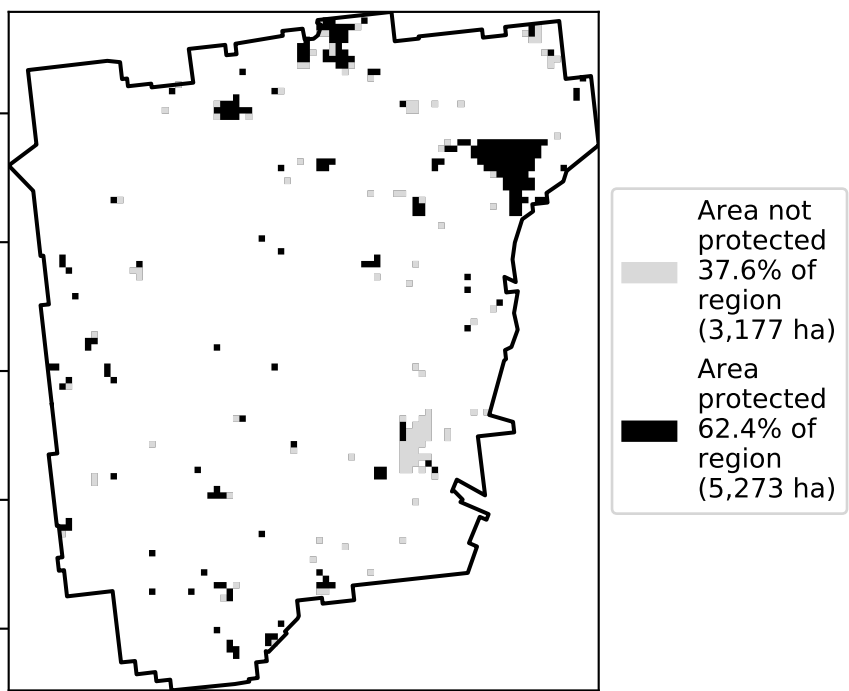 Area not
protected
37.6% of
region
(3,177 ha)
Area
protected
62.4% of
region
(5,273 ha)